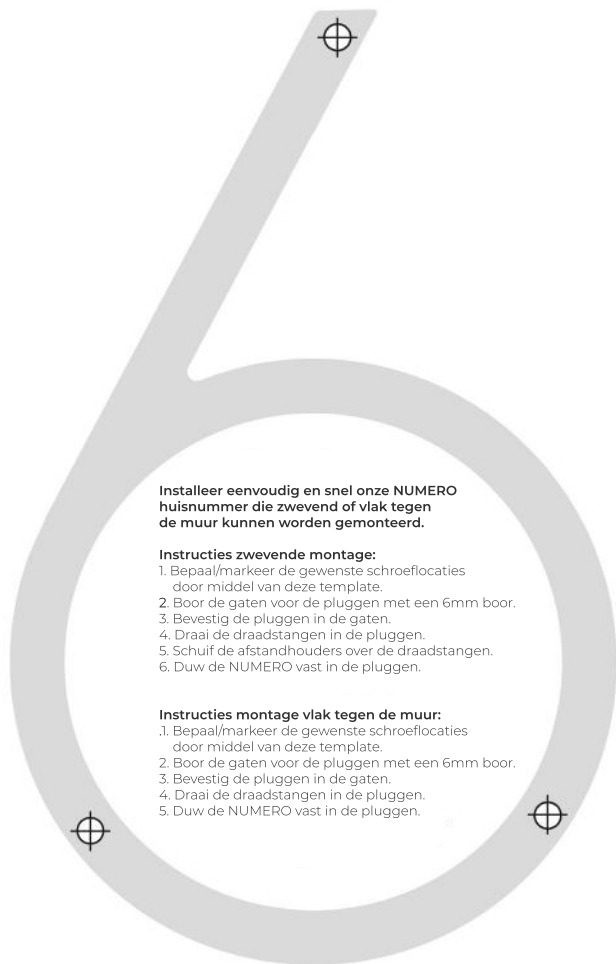 Installeer eenvoudig en snel onze NUMERO
huisnummer die zwevend of vlak tegen
de muur kunnen worden gemonteerd.
Instructies zwevende montage:
1. Bepaal/markeer de gewenste schroeflocaties
door middel van deze template.
2. Boor de gaten voor de pluggen met een 6mm boor.
3. Bevestig de pluggen in de gaten.
4. Draai de draadstangen in de pluggen.
5. Schuif de afstandhouders over de draadstangen.
6. Duw de NUMERO vast in de pluggen.
Instructies montage vlak tegen de muur:
.1. Bepaal/markeer de gewenste schroeflocaties
door middel van deze template.
2. Boor de gaten voor de pluggen met een 6mm boor.
3. Bevestig de pluggen in de gaten.
4. Draai de draadstangen in de pluggen.
5. Duw de NUMERO vast in de pluggen.
6